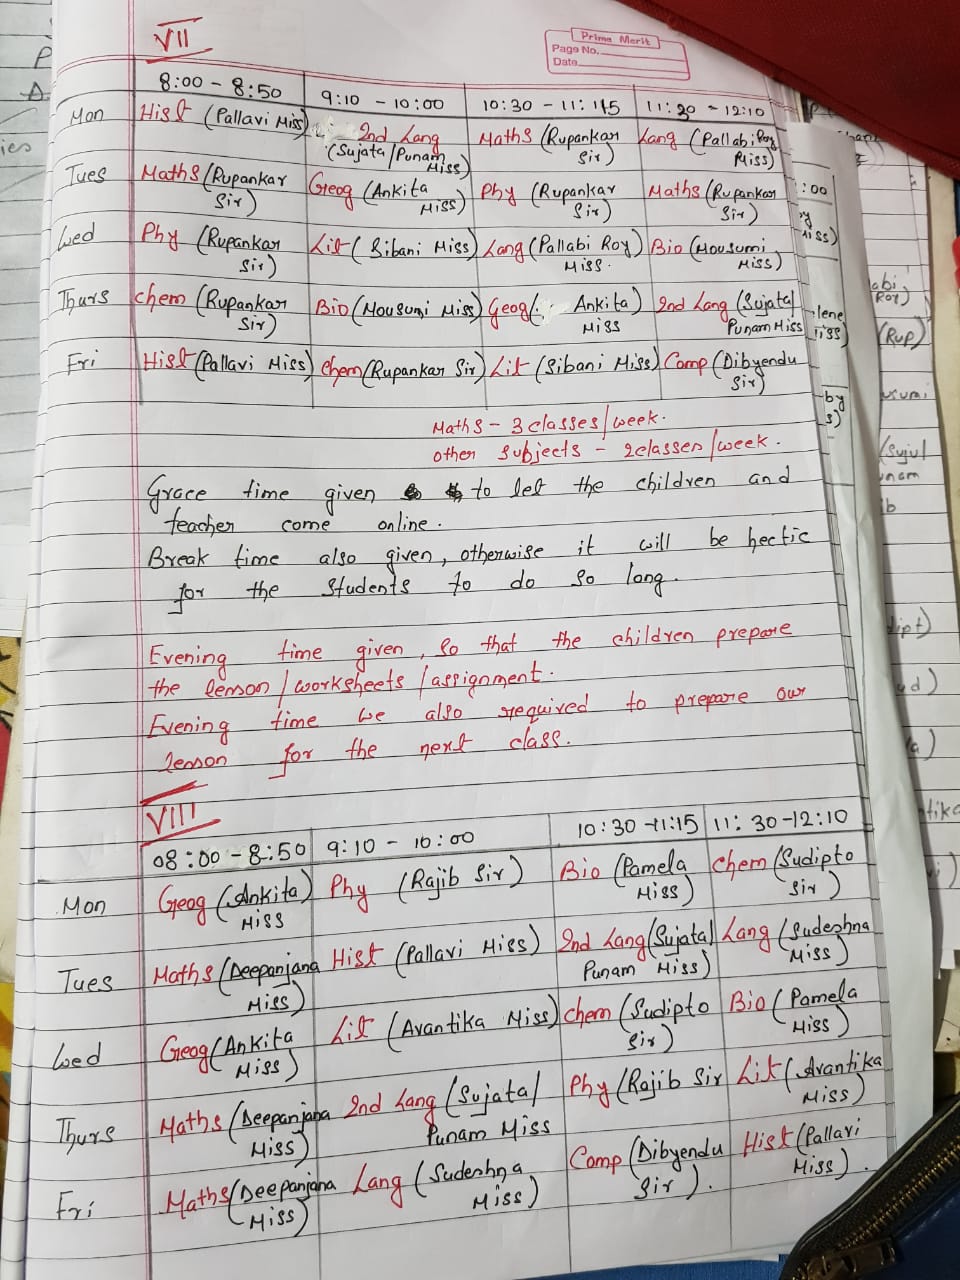 VII
Prime Merit
Page No.
Date
8:00 - 8:50 9:10 - 10:00 10:30 - 11:15 11:30 - 12:10
Mon Hist (Pallavi Miss) 2nd Lang (Sujata/Punam Miss) Maths (Rupankar Sir) Lang (Pallabi Roy Miss)
Tues Maths (Rupankar Sir) Geog (Ankita Miss) Phy (Rupankar Sir) Maths (Rupankar Sir)
Wed Phy (Rupankar Sir) Lit (Sibani Miss) Lang (Pallabi Roy Miss. Bio (Mousumi Miss)
Thurs Chem (Rupankar Sir) Bio (Mousumi Miss) Geog (Ankita) Miss 2nd Lang (Sujata/ Punam Miss
Fri Hist (Pallavi Miss) Chem (Rupankar Sir) Lit (Sibani Miss) Comp (Dibyendu Sir)
Maths - 3 classes/week.
other subjects - 2classes/week.
Grace time given to let the children and
teacher come online.
Break time also given, otherwise it will be hectic
for the students to do so long.
Evening time given, so that the children prepare
the lesson/worksheets/assignment.
Evening time we also required to prepare our
lesson for the next class.
VIII
08:00 - 8:50 9:10 - 10:00 10:30 - 11:15 11:30 - 12:10
Mon Geog (Ankita) Miss Phy (Rajib Sir) Bio (Pamela Miss) Chem (Sudipto Sir)
Tues Maths (Deepanjana Miss) Hist (Pallavi Miss) 2nd Lang (Sujata/ Punam Miss) Lang (Sudeshna Miss)
Wed Geog (Ankita Miss) Lit (Avantika Miss) Chem (Sudipto Sir) Bio (Pamela Miss)
Thurs Maths (Deepanjana Miss) 2nd Lang (Sujata/ Punam Miss Phy (Rajib Sir Lit (Avantika Miss)
Fri Maths (Deepanjana Miss) Lang (Sudeshna Miss) Comp (Dibyendu Sir). Hist (Pallavi Miss).